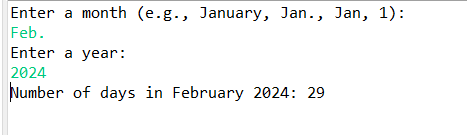 Enter a month (e.g., January, Jan., Jan, 1):
Feb.
Enter a year:
2024
Number of days in February 2024: 29